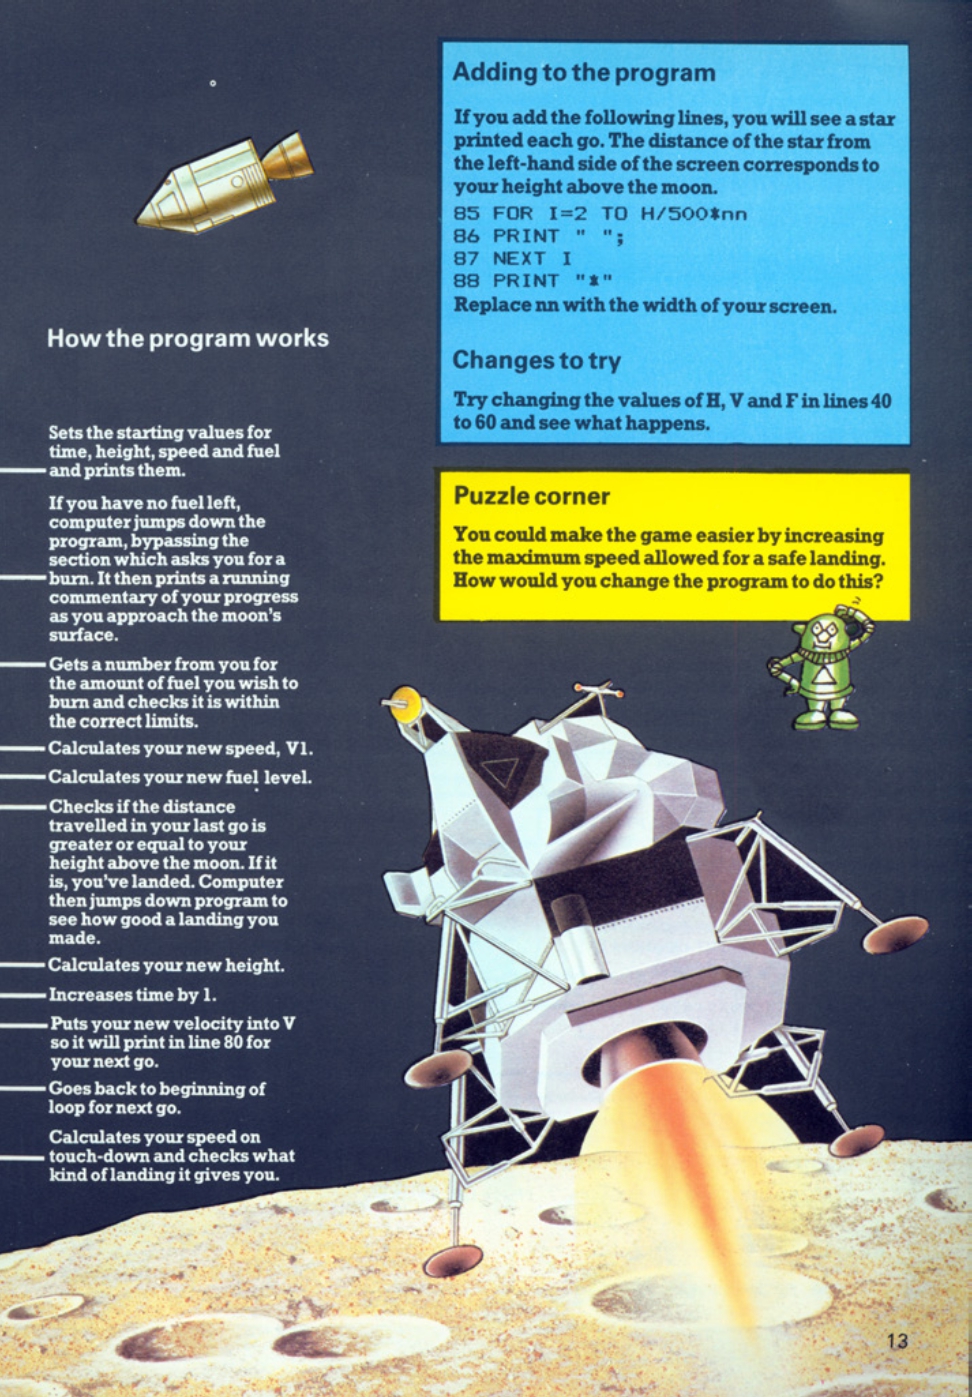 How the program works
Sets the starting values for
time, height, speed and fuel
and prints them.
If you have no fuel left,
computer jumps down the
program, bypassing the
section which asks you for a
burn. It then prints a running
commentary of your progress
as you approach the moon's
surface.
Gets a number from you for
the amount of fuel you wish to
burn and checks it is within
the correct limits.
Calculates your new speed, V1.
Calculates your new fuel level.
Checks if the distance
travelled in your last go is
greater or equal to your
height above the moon. If it
is, you've landed. Computer
then jumps down program to
see how good a landing you
made.
Calculates your new height.
Increases time by 1.
Puts your new velocity into V
so it will print in line 80 for
your next go.
Goes back to beginning of
loop for next go.
Calculates your speed on
touch-down and checks what
kind of landing it gives you.
Adding to the program
If you add the following lines, you will see a star
printed each go. The distance of the star from
the left-hand side of the screen corresponds to
your height above the moon.
85 FOR I=2 TO H/500*nn
86 PRINT " ";
87 NEXT I
88 PRINT "*"
Replace nn with the width of your screen.
Changes to try
Try changing the values of H, V and F in lines 40
to 60 and see what happens.
Puzzle corner
You could make the game easier by increasing
the maximum speed allowed for a safe landing.
How would you change the program to do this?
13